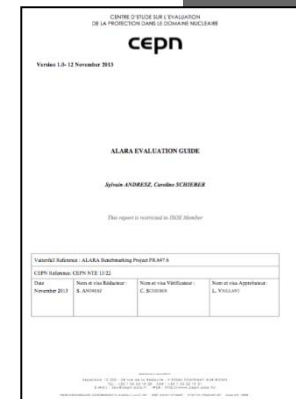 CENTRE D'ETUDE SUR L'EVALUATION
DE LA PROTECTION DANS LE DOMAINE NUCLEAIRE
cepn
Version 1.0- 12 November 2013
ALARA EVALUATION GUIDE
Sylvain ANDRESZ, Caroline SCHIEBER
This report is restricted to ISOE Member
Vattenfall Reference : ALARA Benchmarking Project
CEPN Reference: CEPN NTE 13/22
Date
November 2013
Nom et visa Rédacteur :
S. ANDRESZ
Nom et visa Vérificateur :
C. SCHIEBER
Nom et visa Approbateur :
L. VAILLANT